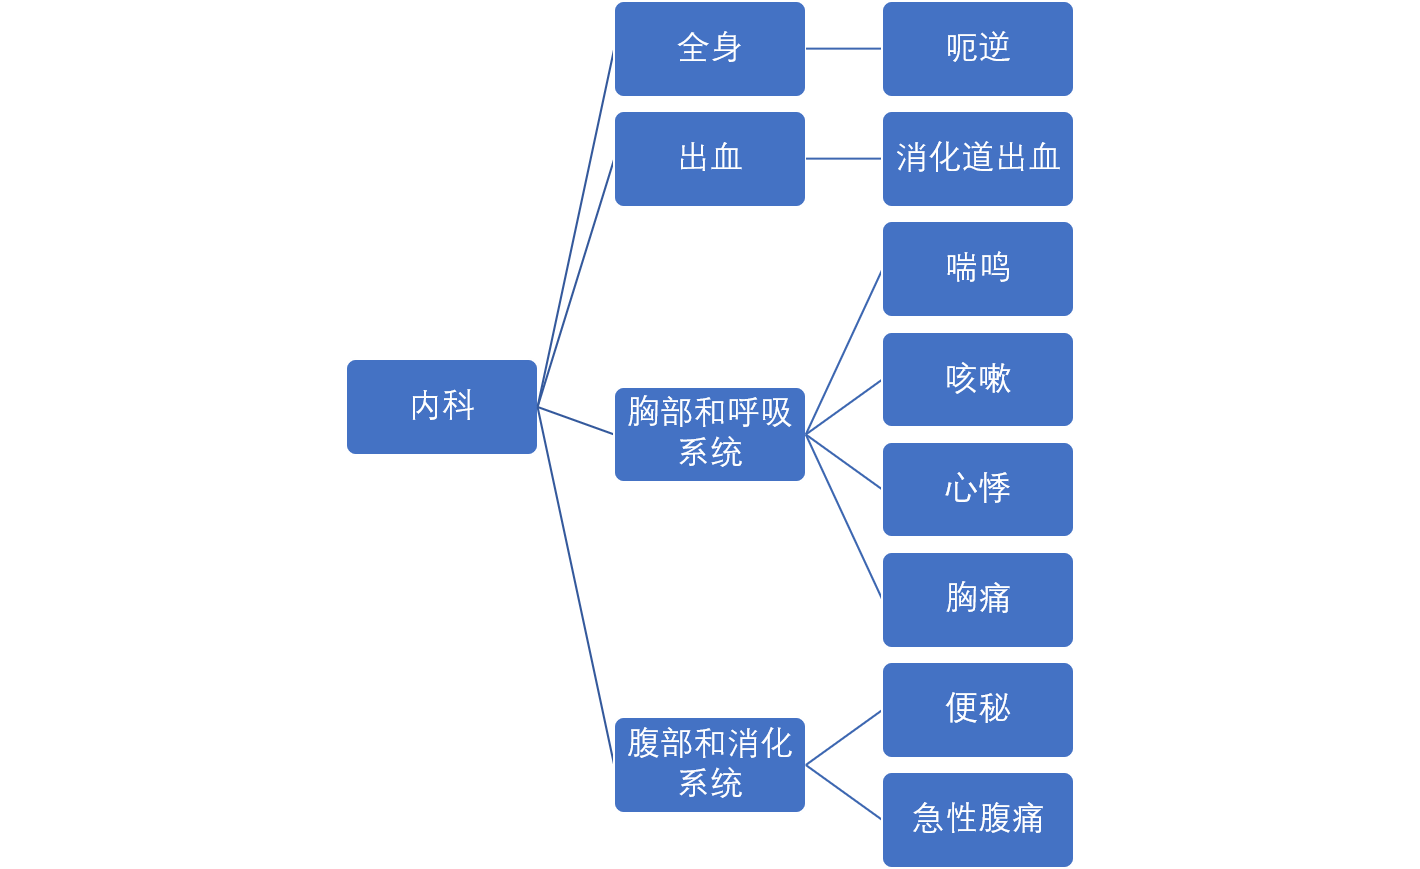 全身
呃逆
出血
消化道出血
喘鸣
咳嗽
内科
胸部和呼吸
系统
心悸
胸痛
便秘
腹部和消化
系统
急性腹痛